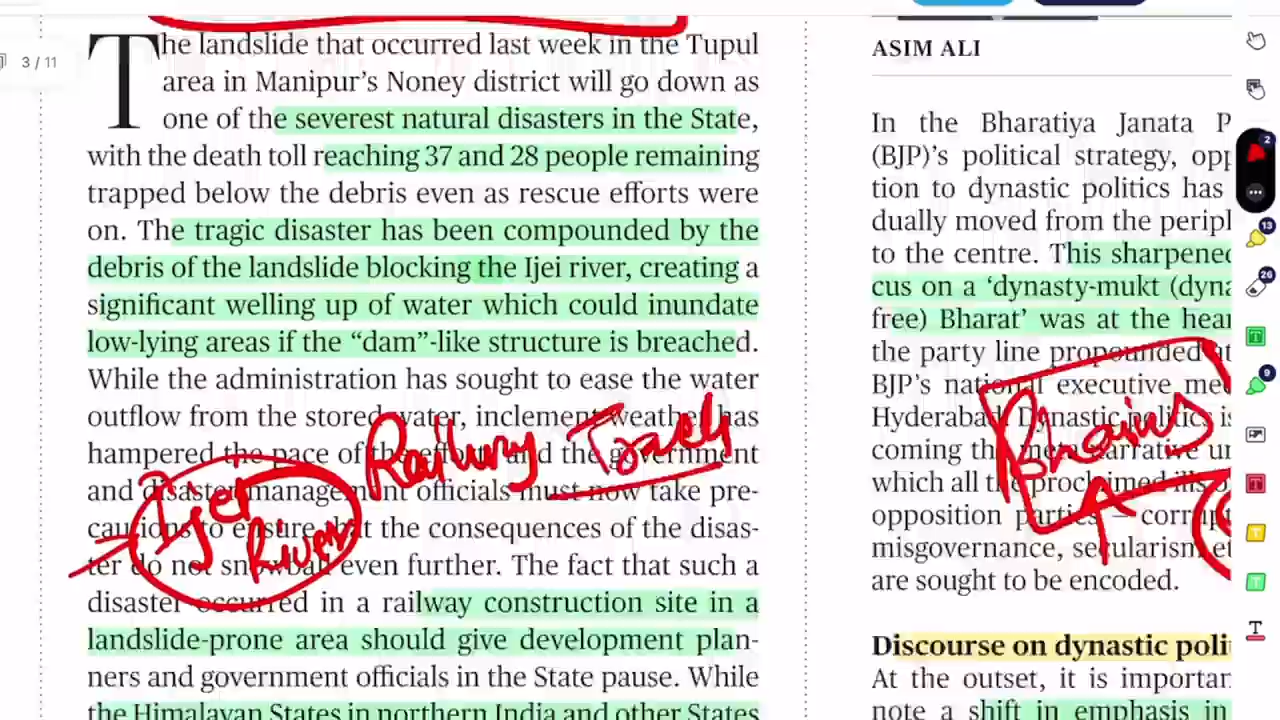 3 / 11
The landslide that occurred last week in the Tupul
area in Manipur's Noney district will go down as
one of the severest natural disasters in the State,
with the death toll reaching 37 and 28 people remaining
trapped below the debris even as rescue efforts were
on. The tragic disaster has been compounded by the
debris of the landslide blocking the Ijei river, creating a
significant welling up of water which could inundate
low-lying areas if the “dam”-like structure is breached.
While the administration has sought to ease the water
outflow from the stored water, inclement weather has
hampered the pace of the efforts and the government
and disaster management officials must now take pre-
cautions to ensure that the consequences of the disas-
ter do not snowball even further. The fact that such a
disaster occurred in a railway construction site in a
landslide-prone area should give development plan-
ners and government officials in the State pause. While
the Himalayan States in northern India and other States
Railway Track
Ijei
River
ASIM ALI
In the Bharatiya Janata P
(BJP)'s political strategy, opp
tion to dynastic politics has
dually moved from the periph
to the centre. This sharpened
cus on a ‘dynasty-mukt (dyna
free) Bharat’ was at the hear
the party line propounded at
BJP's national executive mee
Hyderabad. Dynastic politics is
coming the meta narrative un
which all the proclaimed ills o
opposition parties — corrup
misgovernance, secularism, et
are sought to be encoded.
Discourse on dynastic poli
At the outset, it is importan
note a shift in emphasis in
2
13
26
9
T
T
T
T
T